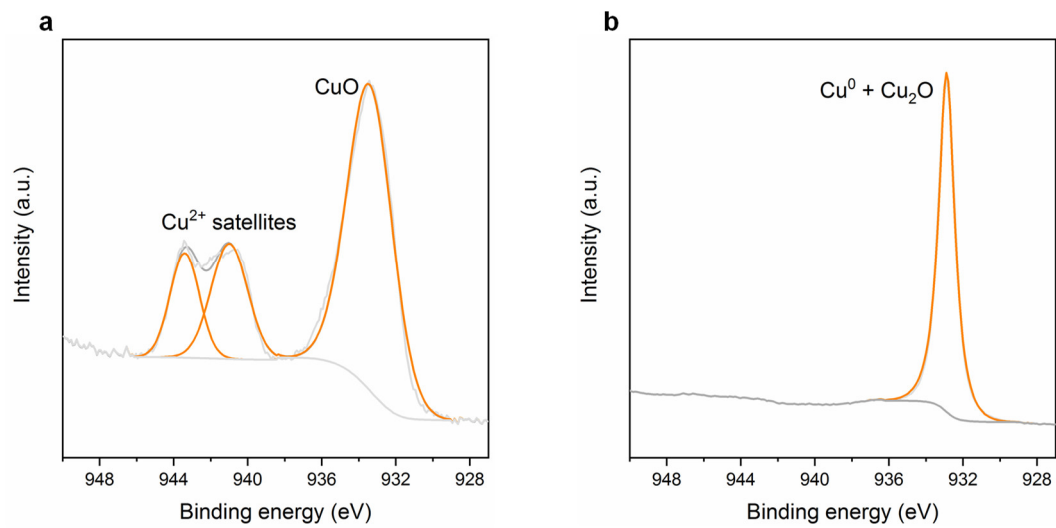 a
CuO
Cu²⁺ satellites
Intensity (a.u.)
948 944 940 936 932 928
Binding energy (eV)
b
Cu⁰ + Cu₂O
Intensity (a.u.)
948 944 940 936 932 928
Binding energy (eV)